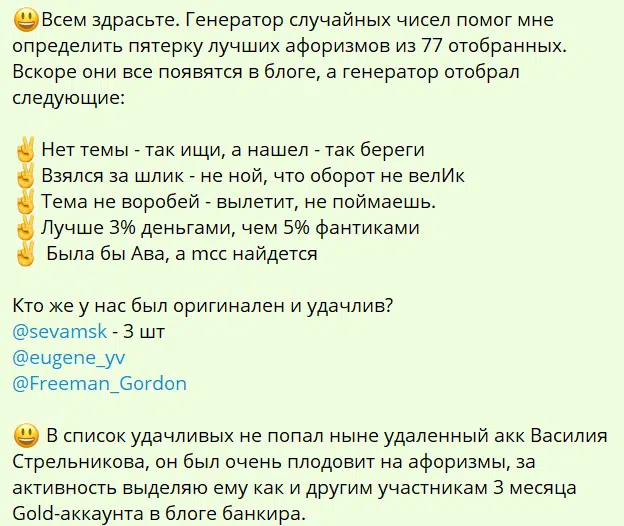 😃Всем здрасьте. Генератор случайных чисел помог мне
определить пятерку лучших афоризмов из 77 отобранных.
Вскоре они все появятся в блоге, а генератор отобрал
следующие:
✌Нет темы - так ищи, а нашел - так береги
✌Взялся за шлик - не ной, что оборот не велИк
✌Тема не воробей - вылетит, не поймаешь.
✌Лучше 3% деньгами, чем 5% фантиками
✌ Была бы Ава, а mcc найдется
Кто же у нас был оригинален и удачлив?
@sevamsk - 3 шт
@eugene_yv
@Freeman_Gordon
😃 В список удачливых не попал ныне удаленный акк Василия
Стрельникова, он был очень плодовит на афоризмы, за
активность выделяю ему как и другим участникам 3 месяца
Gold-аккаунта в блоге банкира.